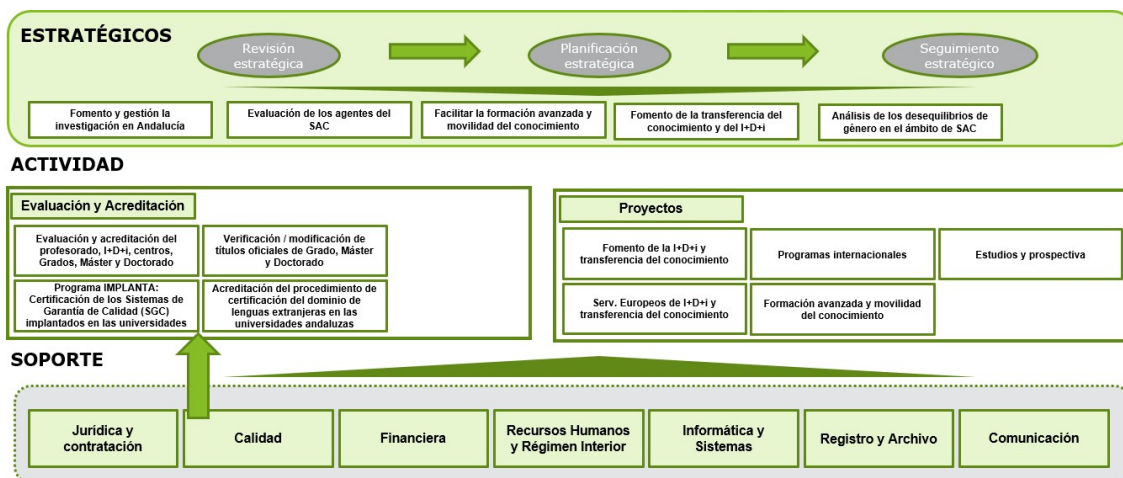 ESTRATÉGICOS
Revisión
estratégica
Planificación
estratégica
Seguimiento
estratégico
Fomento y gestión la
investigación en Andalucía
Evaluación de los agentes del
SAC
Facilitar la formación avanzada y
movilidad del conocimiento
Fomento de la transferencia del
conocimiento y del I+D+i
Análisis de los desequilibrios de
género en el ámbito de SAC
ACTIVIDAD
Evaluación y Acreditación
Evaluación y acreditación del
profesorado, I+D+i, centros,
Grados, Máster y Doctorado
Verificación / modificación de
títulos oficiales de Grado, Máster
y Doctorado
Programa IMPLANTA:
Certificación de los Sistemas de
Garantía de Calidad (SGC)
implantados en las universidades
Acreditación del procedimiento de
certificación del dominio de
lenguas extranjeras en las
universidades andaluzas
Proyectos
Fomento de la I+D+i y
transferencia del conocimiento
Programas internacionales
Estudios y prospectiva
Serv. Europeos de I+D+i y
transferencia del conocimiento
Formación avanzada y movilidad
del conocimiento
SOPORTE
Jurídica y
contratación
Calidad
Financiera
Recursos Humanos
y Régimen Interior
Informática y
Sistemas
Registro y Archivo
Comunicación